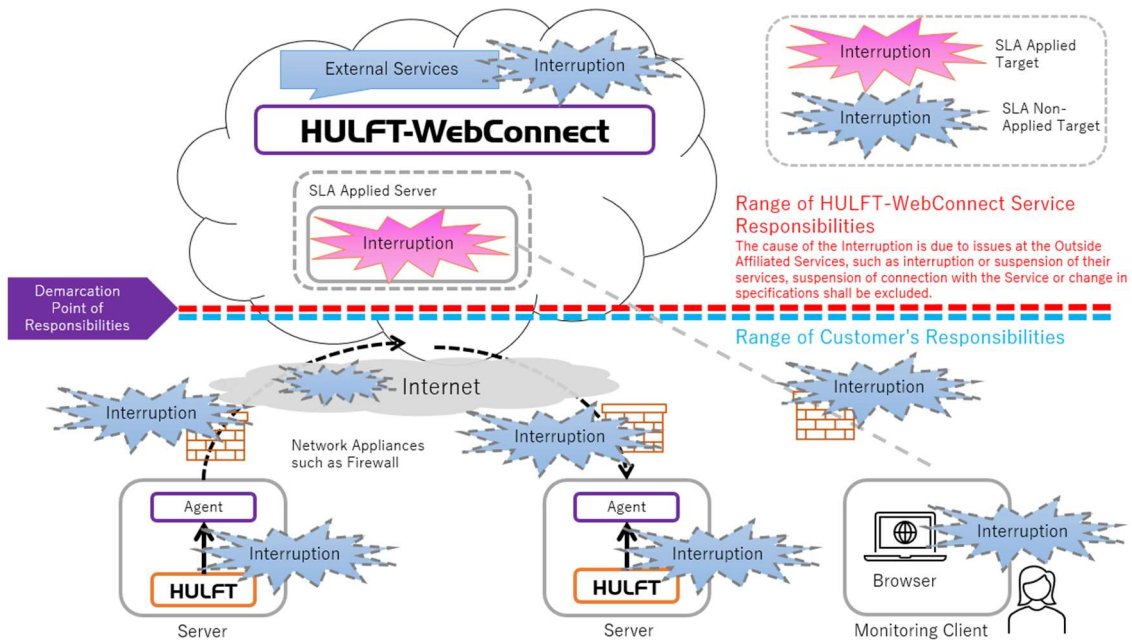 External Services
Interruption
HULFT-WebConnect
Interruption
SLA Applied
Target
Interruption
SLA Non-
Applied Target
SLA Applied Server
Interruption
Range of HULFT-WebConnect Service
Responsibilities
The cause of the Interruption is due to issues at the Outside
Affiliated Services, such as interruption or suspension of their
services, suspension of connection with the Service or change in
specifications shall be excluded.
Demarcation
Point of
Responsibilities
Range of Customer's Responsibilities
Interruption
Interruption
Internet
Interruption
Interruption
Network Appliances
such as Firewall
Agent
Interruption
HULFT
Server
Agent
Interruption
HULFT
Server
Interruption
Browser
Monitoring Client